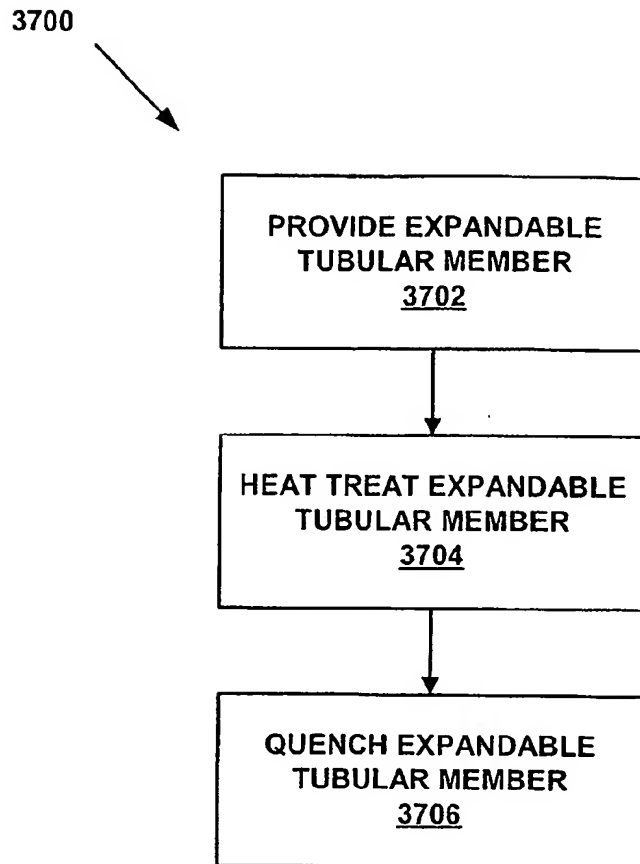 3700
PROVIDE EXPANDABLE
TUBULAR MEMBER
3702
HEAT TREAT EXPANDABLE
TUBULAR MEMBER
3704
QUENCH EXPANDABLE
TUBULAR MEMBER
3706